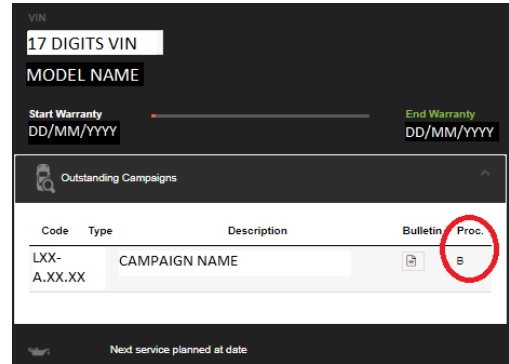 VIN
17 DIGITS VIN
MODEL NAME
Start Warranty
End Warranty
DD/MM/YYYY
DD/MM/YYYY
Outstanding Campaigns
Code Type Description Bulletin Proc.
LXX-
A.XX.XX
CAMPAIGN NAME
B
Next service planned at date